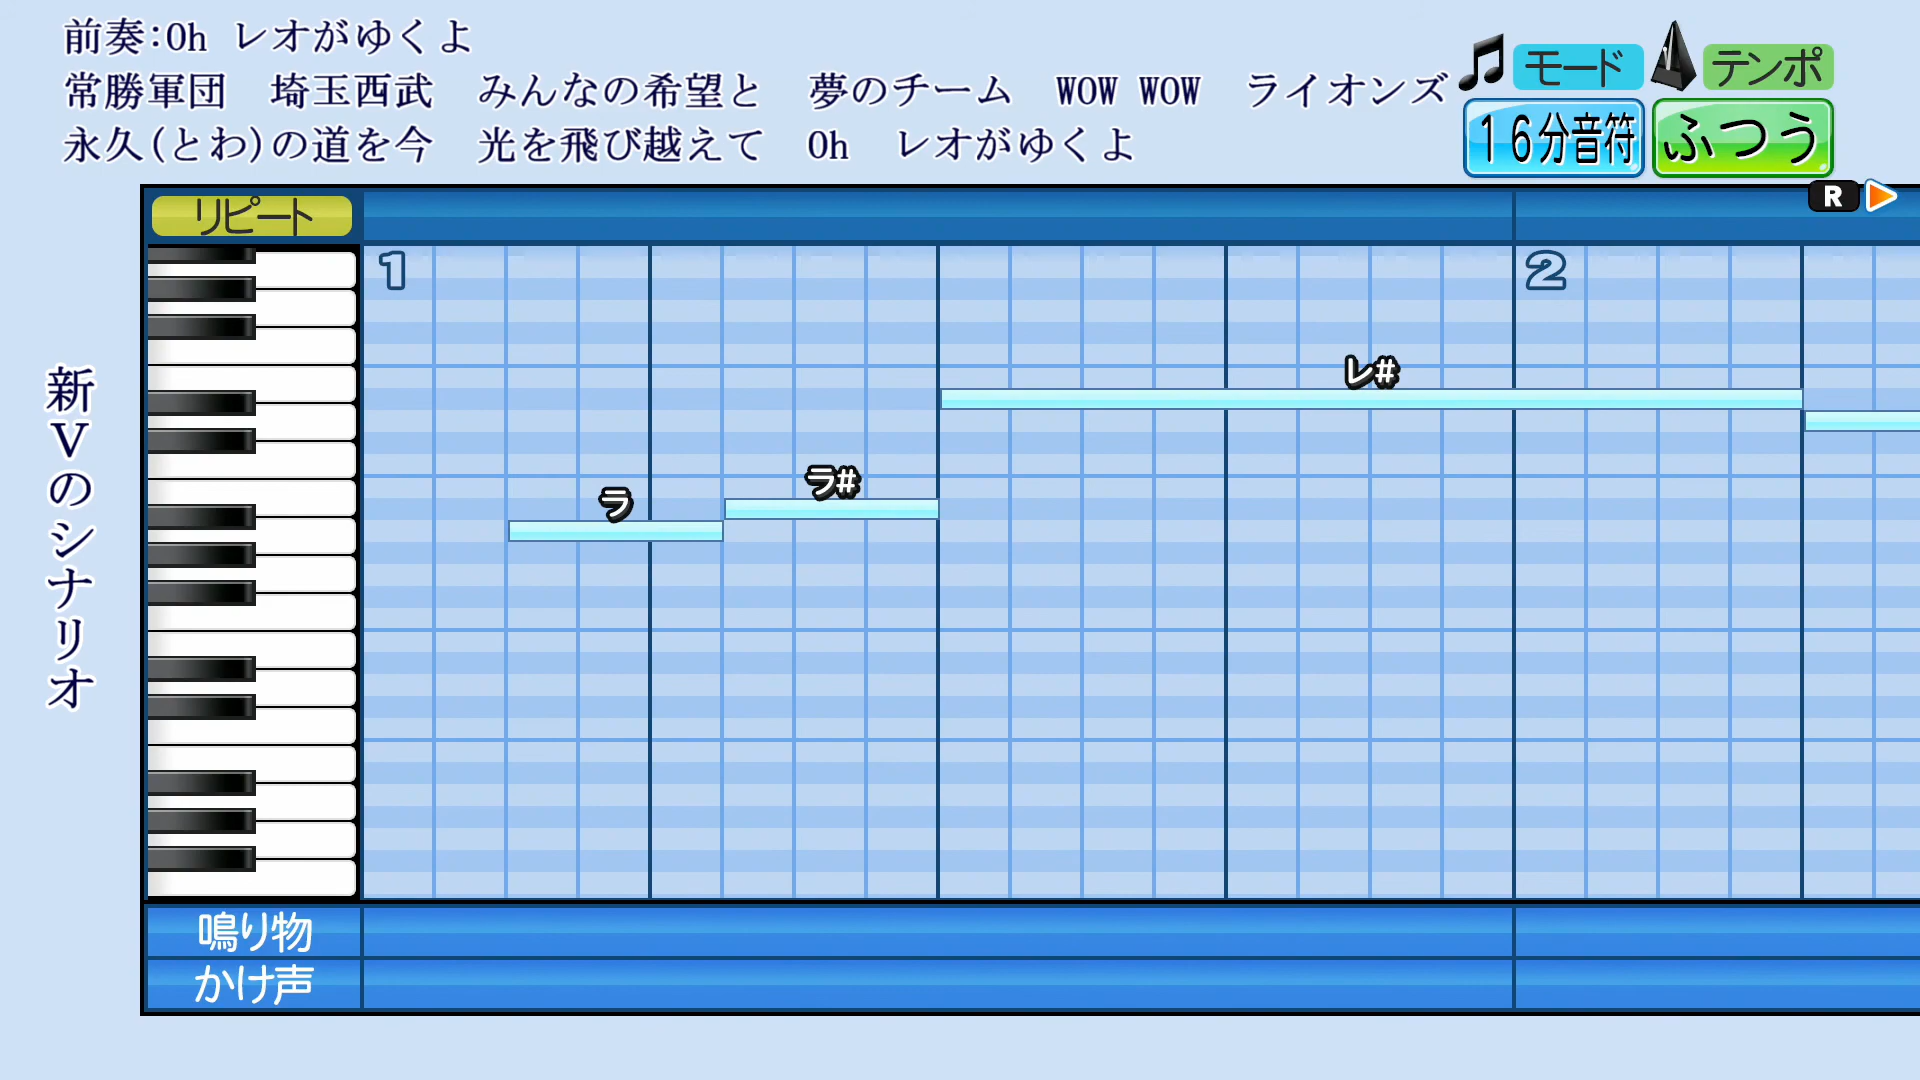 前奏:Oh レオがゆくよ
常勝軍団　埼玉西武　みんなの希望と　夢のチーム　WOW WOW　ライオンズ
永久(とわ)の道を今　光を飛び越えて　Oh　レオがゆくよ
モード
テンポ
16分音符
ふつう
R
リピート
1
2
レ#
ラ#
ラ
新Vのシナリオ
鳴り物
かけ声